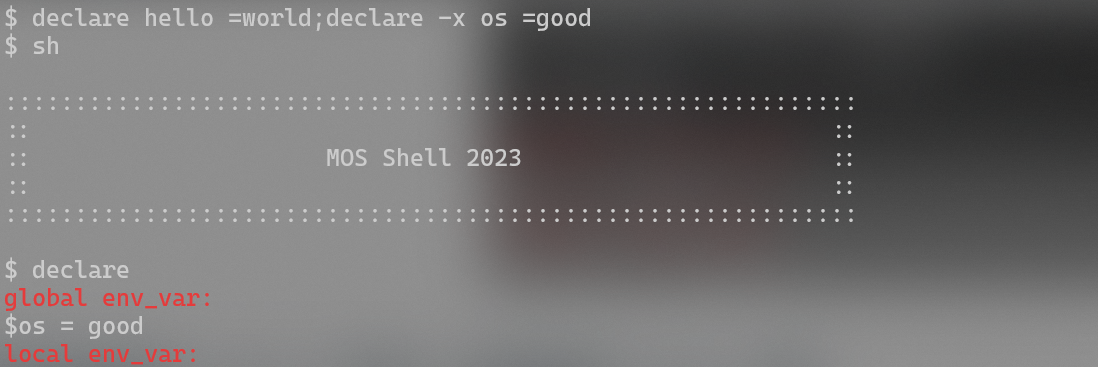 $ declare hello =world;declare -x os =good
$ sh
:::::::::::::::::::::::::::::::::::::::::::::::::::::::::::::
::                                                         ::
::                     MOS Shell 2023                      ::
::                                                         ::
:::::::::::::::::::::::::::::::::::::::::::::::::::::::::::::
$ declare
global env_var:
$os = good
local env_var: